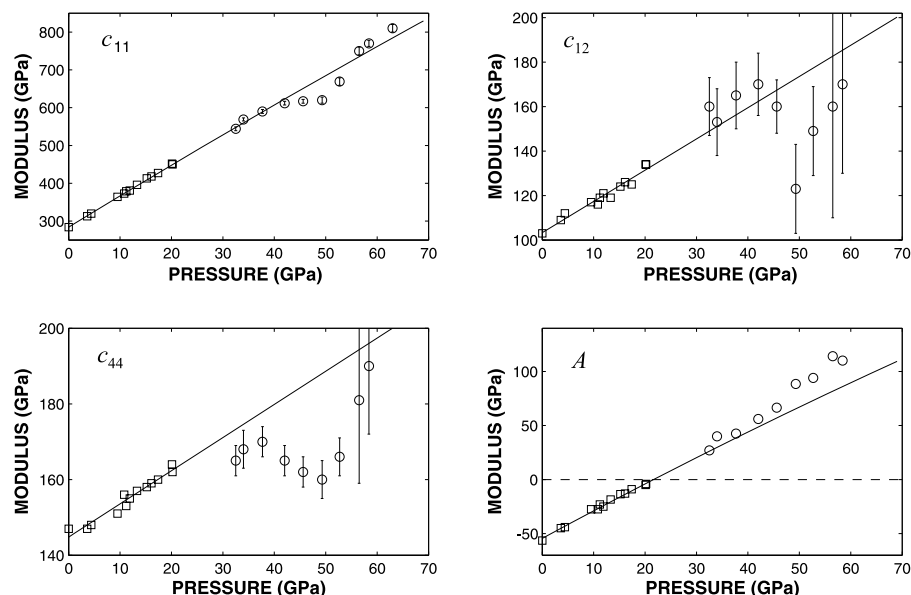 c11
800
700
600
500
400
300
MODULUS (GPa)
0 10 20 30 40 50 60 70
PRESSURE (GPa)
c12
200
180
160
140
120
100
MODULUS (GPa)
0 10 20 30 40 50 60 70
PRESSURE (GPa)
c44
200
180
160
140
MODULUS (GPa)
0 10 20 30 40 50 60 70
PRESSURE (GPa)
A
100
50
0
-50
MODULUS (GPa)
0 10 20 30 40 50 60 70
PRESSURE (GPa)